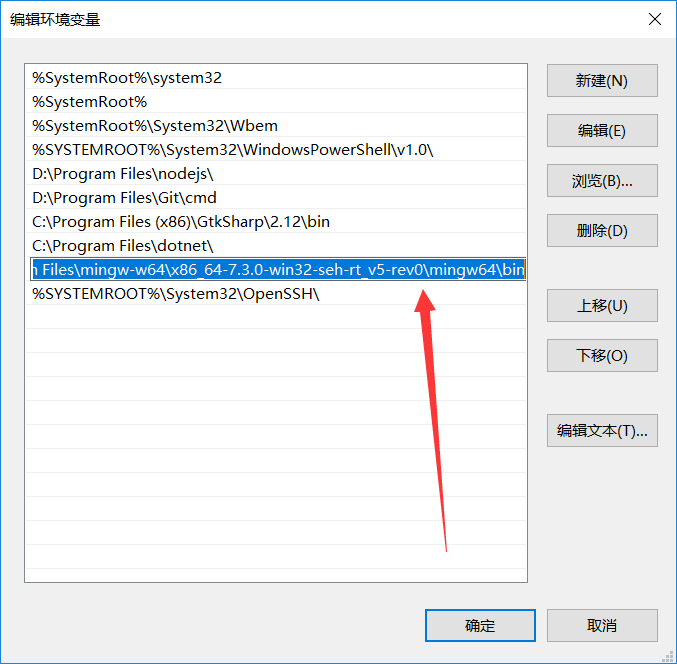 编辑环境变量
%SystemRoot%\system32
%SystemRoot%
%SystemRoot%\System32\Wbem
%SYSTEMROOT%\System32\WindowsPowerShell\v1.0\
D:\Program Files\nodejs\
D:\Program Files\Git\cmd
C:\Program Files (x86)\GtkSharp\2.12\bin
C:\Program Files\dotnet\
Files\mingw-w64\x86_64-7.3.0-win32-seh-rt_v5-rev0\mingw64\bin
%SYSTEMROOT%\System32\OpenSSH\
新建(N)
编辑(E)
浏览(B)...
删除(D)
上移(U)
下移(O)
编辑文本(T)...
确定
取消